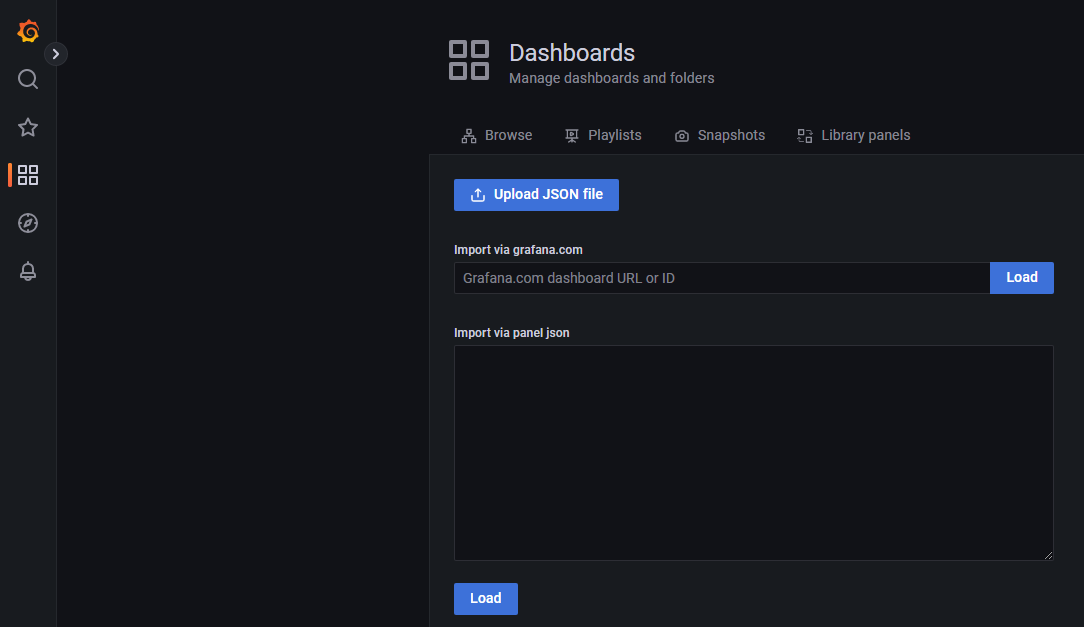 Dashboards
Manage dashboards and folders
Browse Playlists Snapshots Library panels
Upload JSON file
Import via grafana.com
Grafana.com dashboard URL or ID Load
Import via panel json
Load